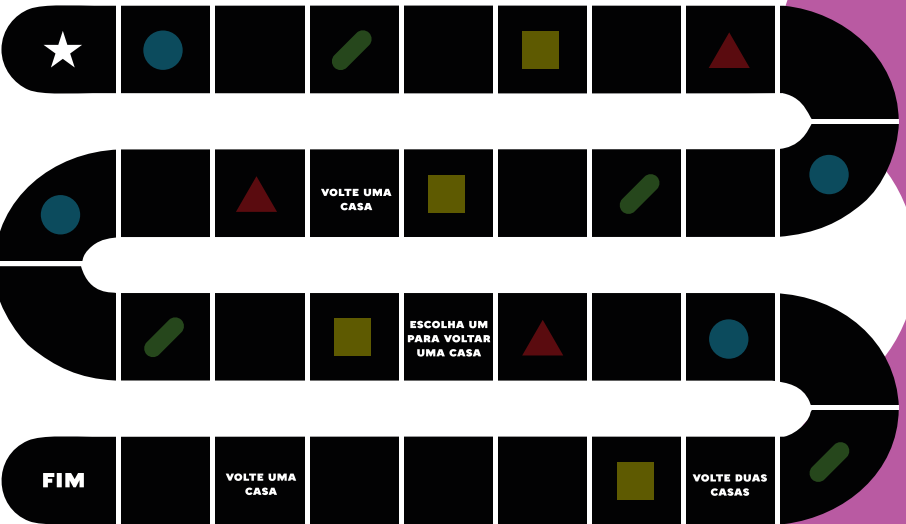 VOLTE UMA
CASA
ESCOLHA UM
PARA VOLTAR
UMA CASA
FIM
VOLTE UMA
CASA
VOLTE DUAS
CASAS